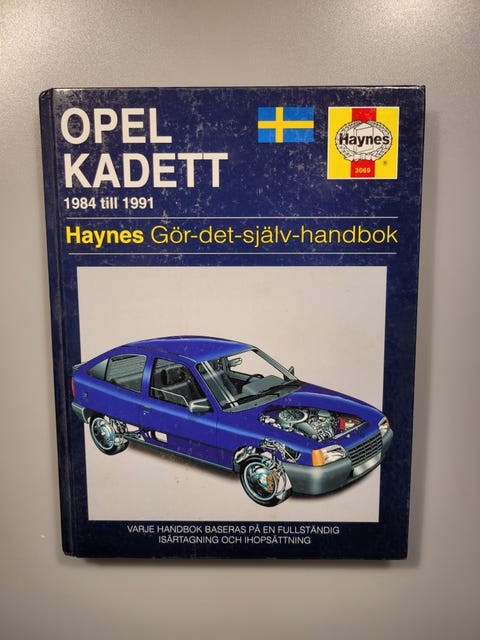 OPEL
KADETT
1984 till 1991
Haynes
3069
®
Haynes Gör-det-själv-handbok
VARJE HANDBOK BASERAS PÅ EN FULLSTÄNDIG
ISÄRTAGNING OCH IHOPSÄTTNING